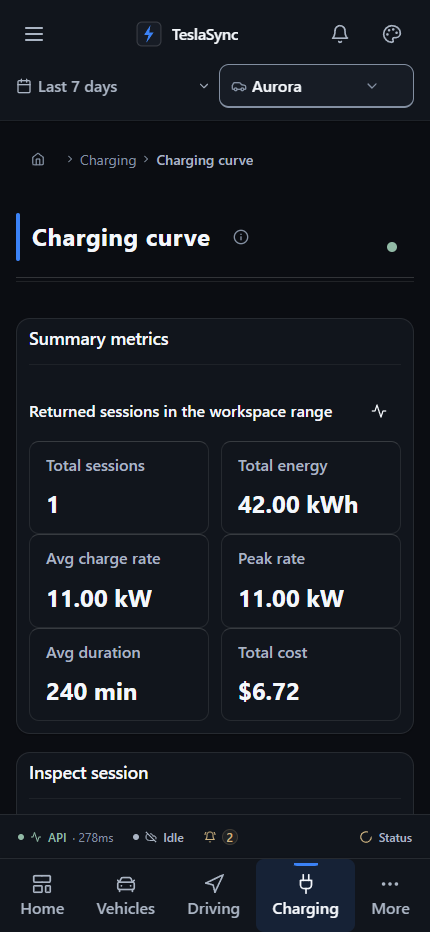 TeslaSync
Last 7 days
Aurora
Charging
Charging curve
Charging curve
Summary metrics
Returned sessions in the workspace range
Total sessions
1
Total energy
42.00 kWh
Avg charge rate
11.00 kW
Peak rate
11.00 kW
Avg duration
240 min
Total cost
$6.72
Inspect session
API · 278ms
Idle
2
Status
Home
Vehicles
Driving
Charging
More